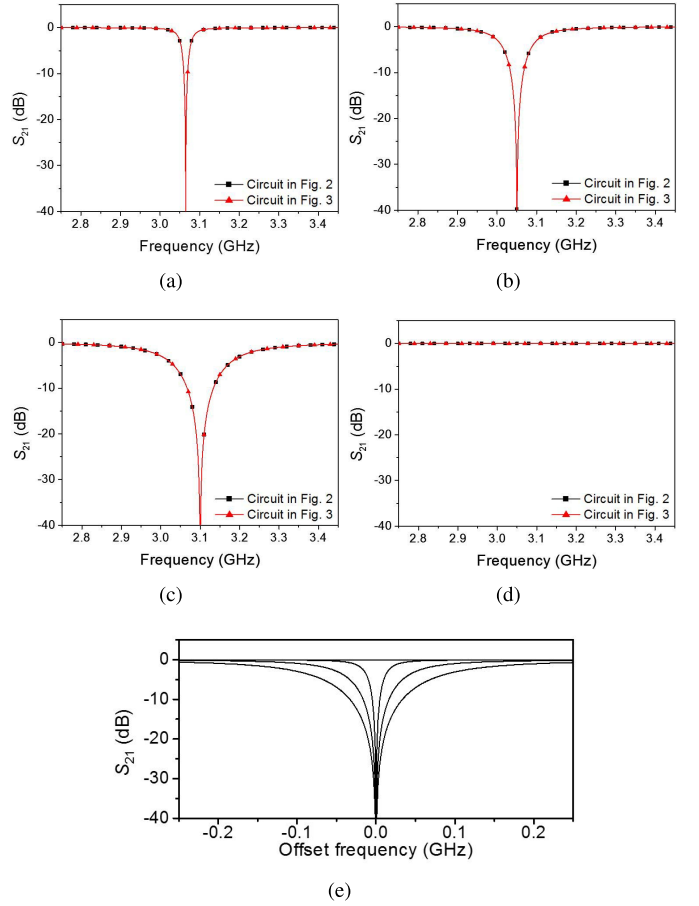 0
-10
-20
-30
-40
S21 (dB)
2.8 2.9 3.0 3.1 3.2 3.3 3.4
Frequency (GHz)
Circuit in Fig. 2
Circuit in Fig. 3
(a)
0
-10
-20
-30
-40
S21 (dB)
2.8 2.9 3.0 3.1 3.2 3.3 3.4
Frequency (GHz)
Circuit in Fig. 2
Circuit in Fig. 3
(b)
0
-10
-20
-30
-40
S21 (dB)
2.8 2.9 3.0 3.1 3.2 3.3 3.4
Frequency (GHz)
Circuit in Fig. 2
Circuit in Fig. 3
(c)
0
-10
-20
-30
-40
S21 (dB)
2.8 2.9 3.0 3.1 3.2 3.3 3.4
Frequency (GHz)
Circuit in Fig. 2
Circuit in Fig. 3
(d)
0
-10
-20
-30
-40
S21 (dB)
-0.2 -0.1 0.0 0.1 0.2
Offset frequency (GHz)
(e)